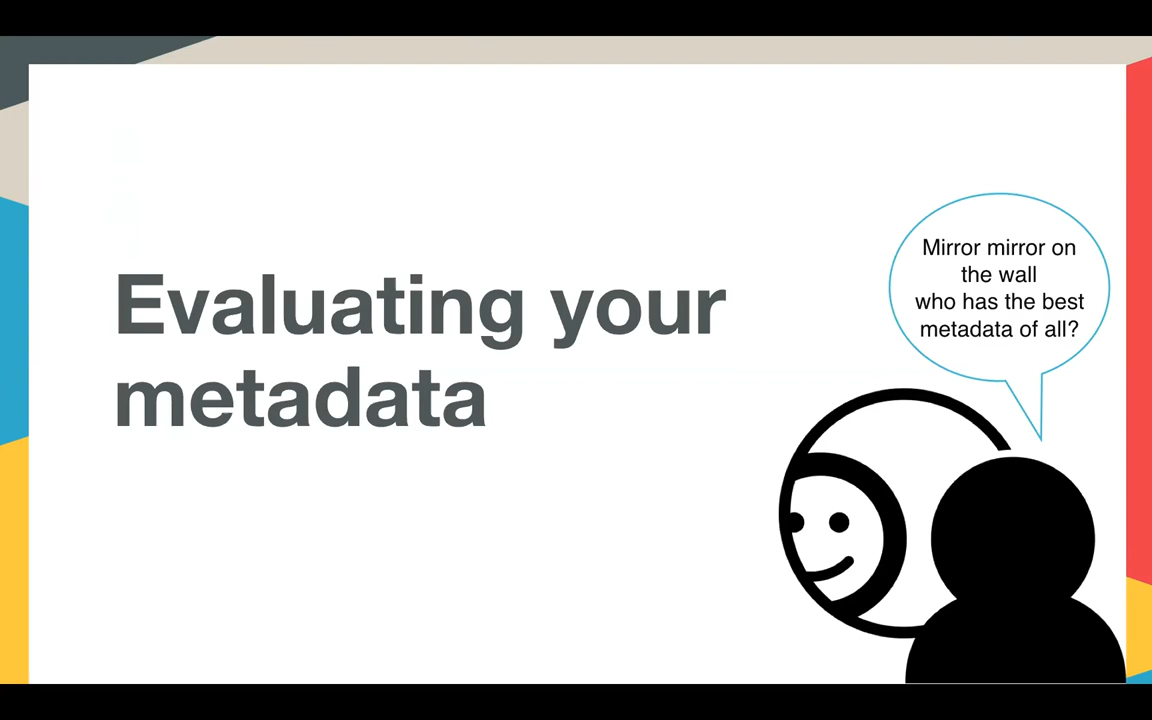 Evaluating your
metadata
Mirror mirror on
the wall
who has the best
metadata of all?